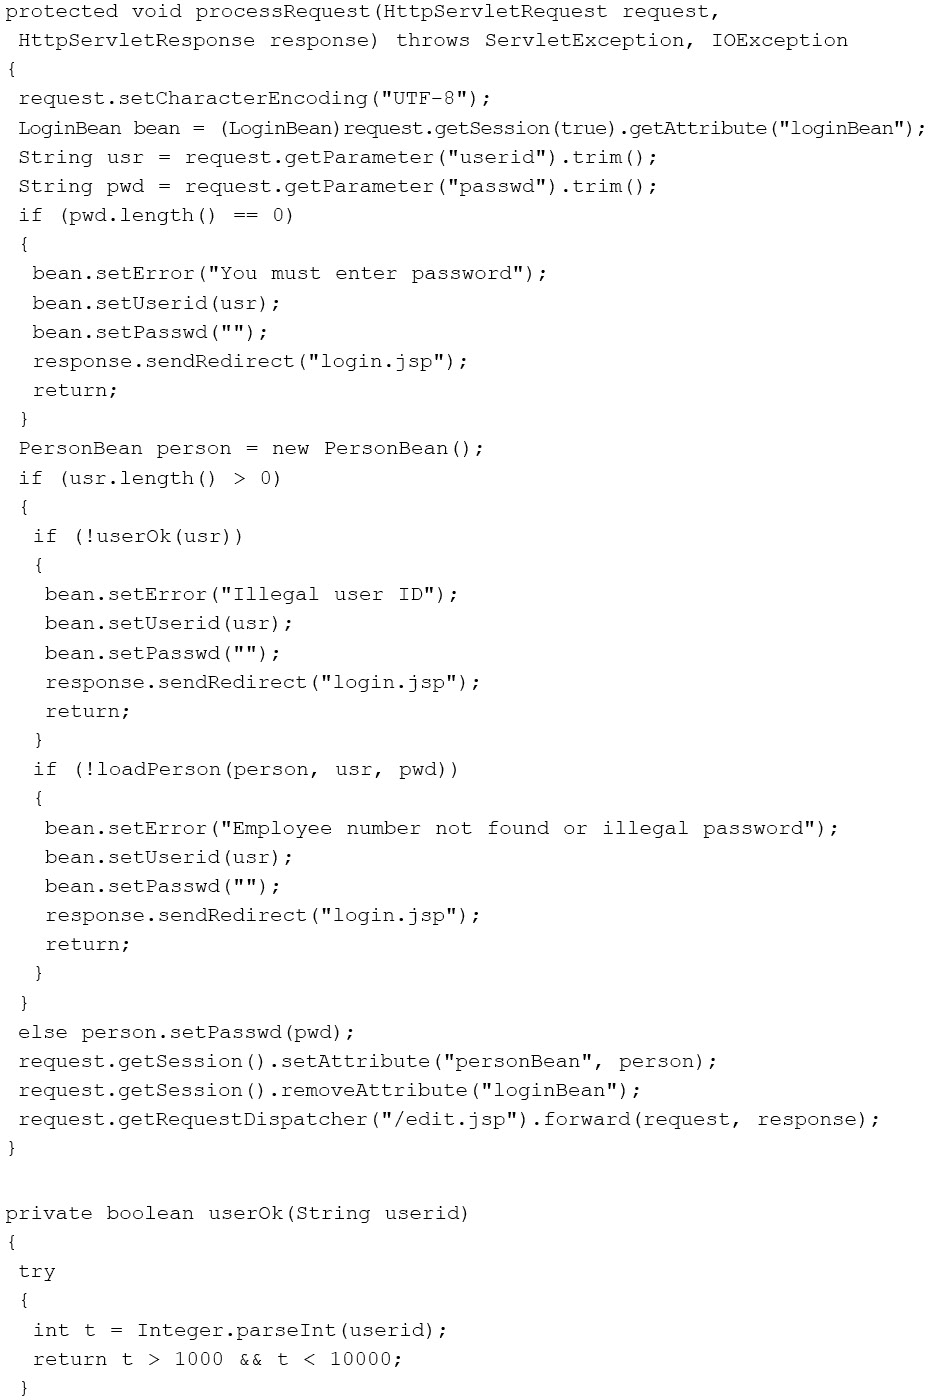 protected void processRequest(HttpServletRequest request,
 HttpServletResponse response) throws ServletException, IOException
{
 request.setCharacterEncoding("UTF-8");
 LoginBean bean = (LoginBean)request.getSession(true).getAttribute("loginBean");
 String usr = request.getParameter("userid").trim();
 String pwd = request.getParameter("passwd").trim();
 if (pwd.length() == 0)
 {
  bean.setError("You must enter password");
  bean.setUserid(usr);
  bean.setPasswd("");
  response.sendRedirect("login.jsp");
  return;
 }
 PersonBean person = new PersonBean();
 if (usr.length() > 0)
 {
  if (!userOk(usr))
  {
   bean.setError("Illegal user ID");
   bean.setUserid(usr);
   bean.setPasswd("");
   response.sendRedirect("login.jsp");
   return;
  }
  if (!loadPerson(person, usr, pwd))
  {
   bean.setError("Employee number not found or illegal password");
   bean.setUserid(usr);
   bean.setPasswd("");
   response.sendRedirect("login.jsp");
   return;
  }
 }
 else person.setPasswd(pwd);
 request.getSession().setAttribute("personBean", person);
 request.getSession().removeAttribute("loginBean");
 request.getRequestDispatcher("/edit.jsp").forward(request, response);
}

private boolean userOk(String userid)
{
 try
 {
  int t = Integer.parseInt(userid);
  return t > 1000 && t < 10000;
 }